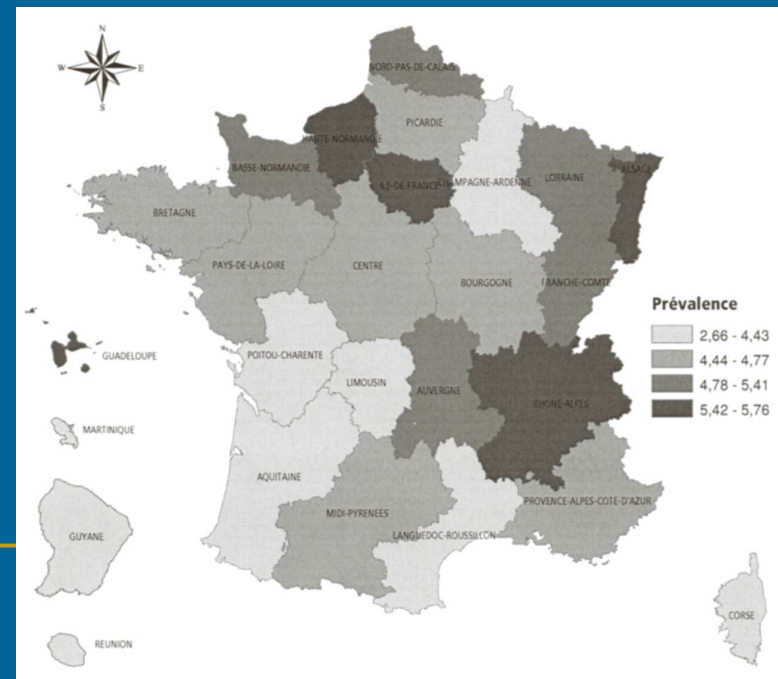 N
W E
S
NORD-PAS-DE-CALAIS
PICARDIE
HAUTE-NORMANDIE
BASSE-NORMANDIE
ILE-DE-FRANCE
CHAMPAGNE-ARDENNE
LORRAINE
ALSACE
BRETAGNE
PAYS-DE-LA-LOIRE
CENTRE
BOURGOGNE
FRANCHE-COMTE
Prévalence
2,66 - 4,43
4,44 - 4,77
4,78 - 5,41
5,42 - 5,76
GUADELOUPE
POITOU-CHARENTE
LIMOUSIN
AUVERGNE
RHONE-ALPES
MARTINIQUE
AQUITAINE
MIDI-PYRENEES
LANGUEDOC-ROUSSILLON
PROVENCE-ALPES-COTE-D'AZUR
GUYANE
REUNION
CORSE